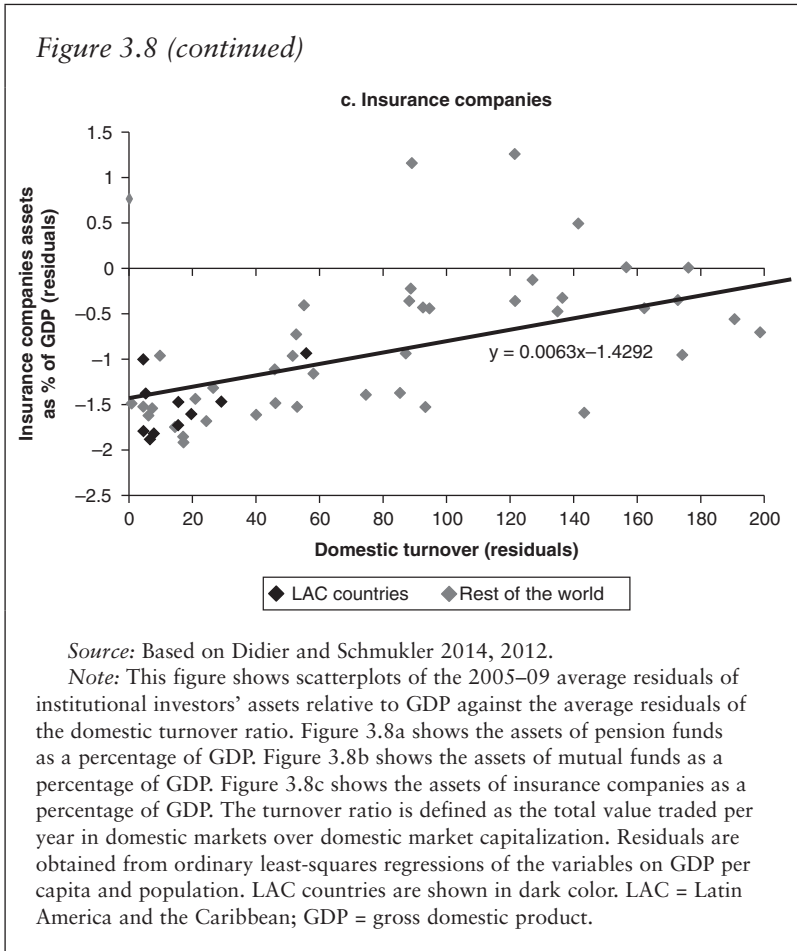 Figure 3.8 (continued)
c. Insurance companies
Insurance companies assets
as % of GDP (residuals)
1.5
1
0.5
0
−0.5
−1
−1.5
−2
−2.5
y = 0.0063x–1.4292
0 20 40 60 80 100 120 140 160 180 200
Domestic turnover (residuals)
LAC countries Rest of the world
Source: Based on Didier and Schmukler 2014, 2012.
Note: This figure shows scatterplots of the 2005–09 average residuals of
institutional investors’ assets relative to GDP against the average residuals of
the domestic turnover ratio. Figure 3.8a shows the assets of pension funds
as a percentage of GDP. Figure 3.8b shows the assets of mutual funds as a
percentage of GDP. Figure 3.8c shows the assets of insurance companies as a
percentage of GDP. The turnover ratio is defined as the total value traded per
year in domestic markets over domestic market capitalization. Residuals are
obtained from ordinary least-squares regressions of the variables on GDP per
capita and population. LAC countries are shown in dark color. LAC = Latin
America and the Caribbean; GDP = gross domestic product.